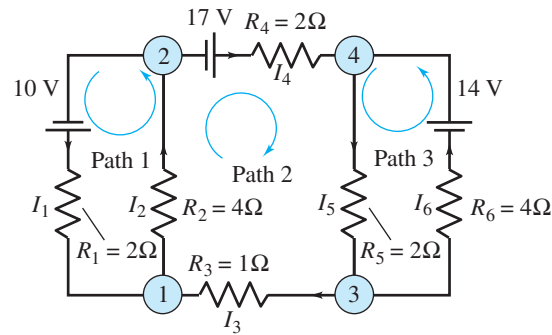 17 V
R4 = 2Ω
2
4
I4
10 V
14 V
Path 1
Path 2
Path 3
I1
I2
R2 = 4Ω
I5
I6
R6 = 4Ω
R1 = 2Ω
R5 = 2Ω
R3 = 1Ω
1
3
I3